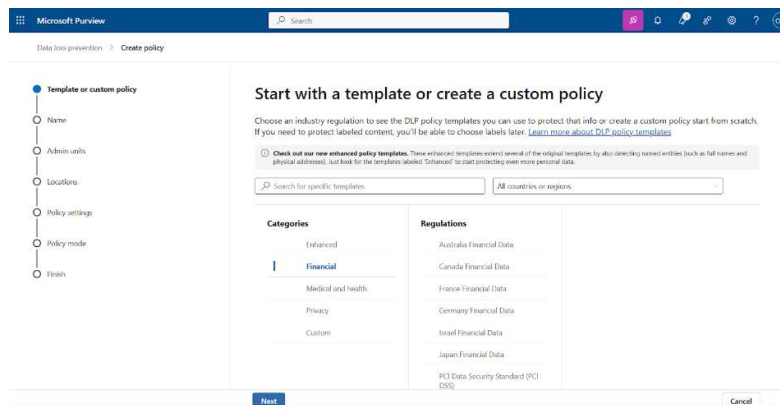 Microsoft Purview
Search
?
Data loss prevention > Create policy
Template or custom policy
Name
Admin units
Locations
Policy settings
Policy mode
Finish
Start with a template or create a custom policy
Choose an industry regulation to see the DLP policy templates you can use to protect that info or create a custom policy start from scratch.
If you need to protect labeled content, you'll be able to choose labels later. Learn more about DLP policy templates
Check out our new enhanced policy templates. These enhanced templates extend several of the original templates by also detecting named entities (such as full names and
physical addresses). Just look for the templates labeled 'Enhanced' to start protecting even more personal data.
Search for specific templates
All countries or regions
Categories
Enhanced
Financial
Medical and health
Privacy
Custom
Regulations
Australia Financial Data
Canada Financial Data
France Financial Data
Germany Financial Data
Israel Financial Data
Japan Financial Data
PCI Data Security Standard (PCI
DSS)
Next
Cancel